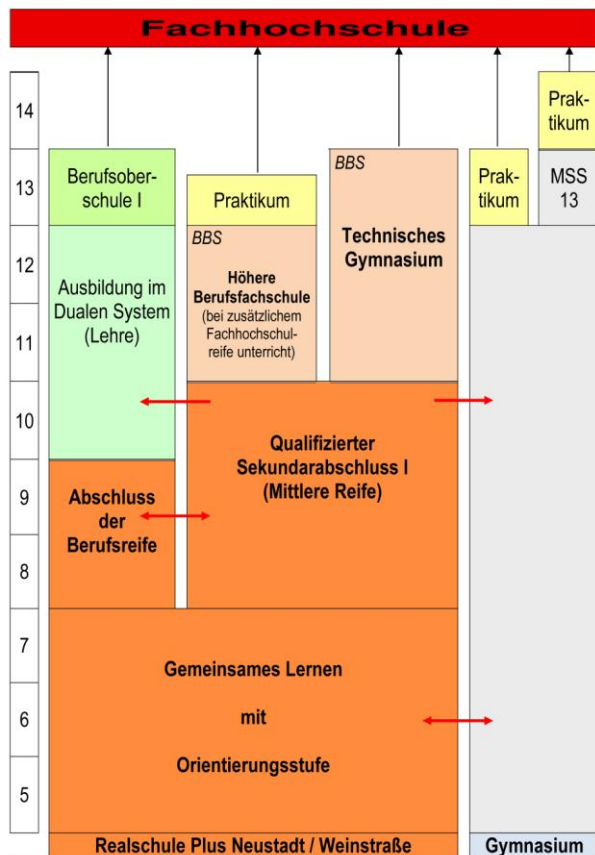 Fachhochschule
14
13
12
11
10
9
8
7
6
5
Berufsober-
schule I
Ausbildung im
Dualen System
(Lehre)
Abschluss
der
Berufsreife
Praktikum
BBS
Höhere
Berufsfachschule
(bei zusätzlichem
Fachhochschul-
reife unterricht)
BBS
Technisches
Gymnasium
Qualifizierter
Sekundarabschluss I
(Mittlere Reife)
Gemeinsames Lernen
mit
Orientierungsstufe
Realschule Plus Neustadt / Weinstraße
Prak-
tikum
Prak-
tikum
MSS
13
Gymnasium